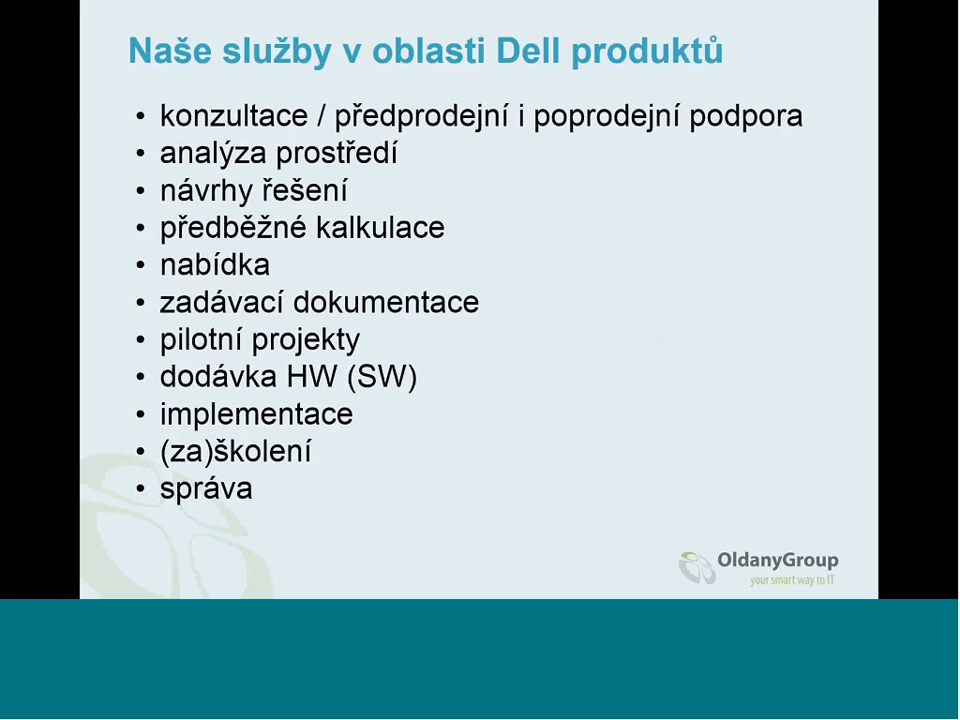 Naše služby v oblasti Dell produktů
• konzultace / předprodejní i poprodejní podpora
• analýza prostředí
• návrhy řešení
• předběžné kalkulace
• nabídka
• zadávací dokumentace
• pilotní projekty
• dodávka HW (SW)
• implementace
• (za)školení
• správa
OldanyGroup
your smart way to IT